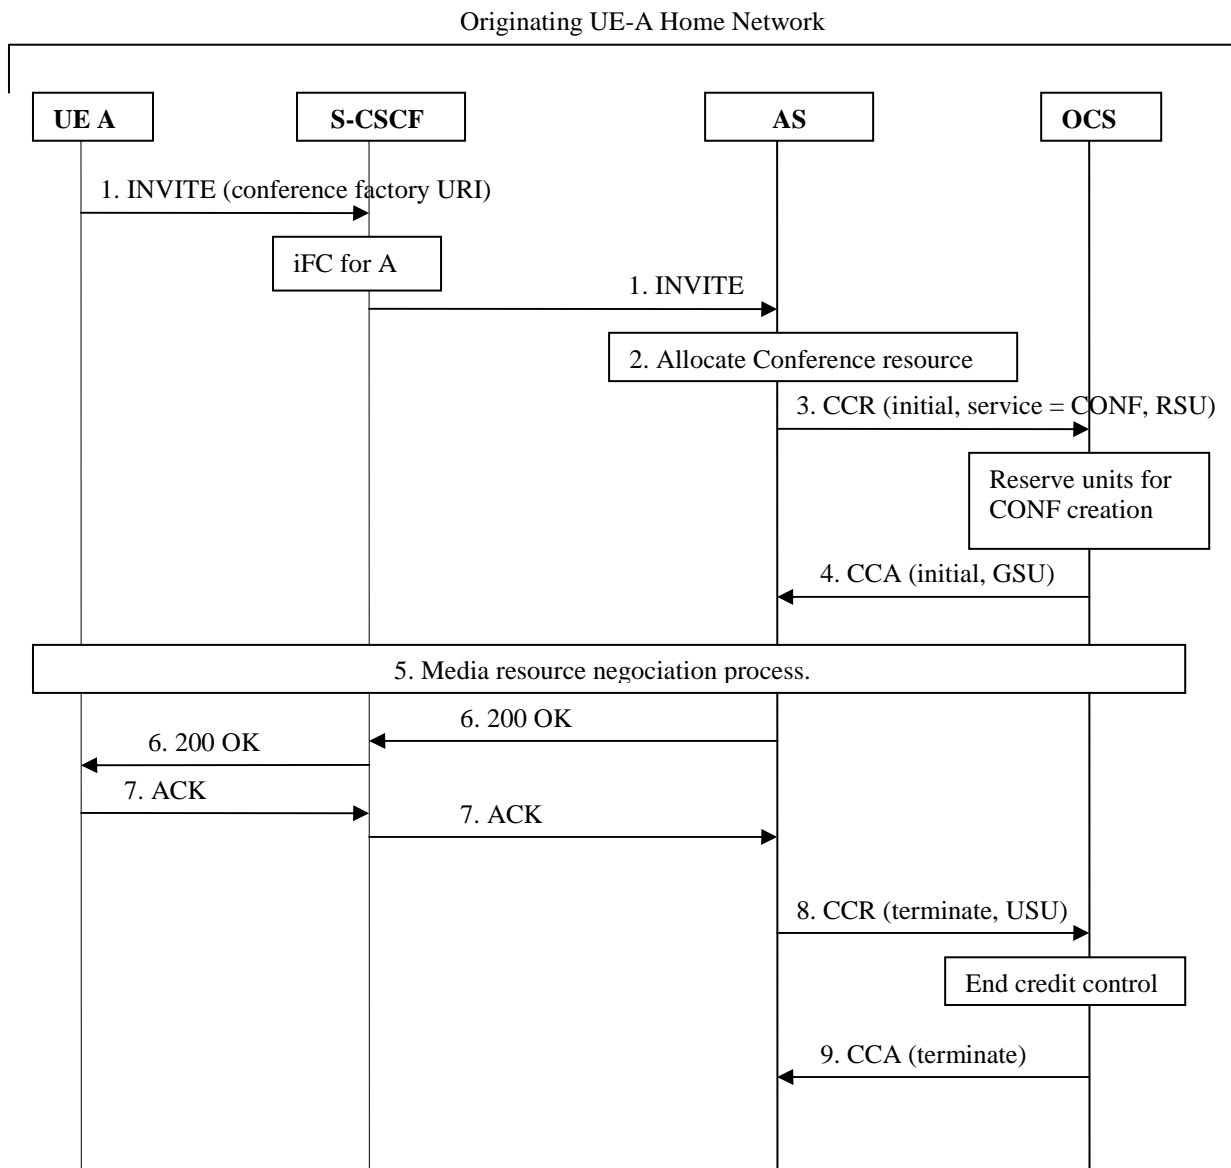 Originating UE-A Home Network
UE A
S-CSCF
AS
OCS
1. INVITE (conference factory URI)
iFC for A
1. INVITE
2. Allocate Conference resource
3. CCR (initial, service = CONF, RSU)
Reserve units for
CONF creation
4. CCA (initial, GSU)
5. Media resource negociation process.
6. 200 OK
6. 200 OK
7. ACK
7. ACK
8. CCR (terminate, USU)
End credit control
9. CCA (terminate)